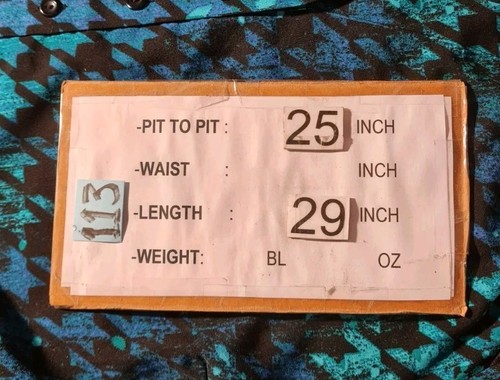 -PIT TO PIT : 25 INCH
-WAIST : INCH
113
-LENGTH : 29 INCH
-WEIGHT: BL OZ